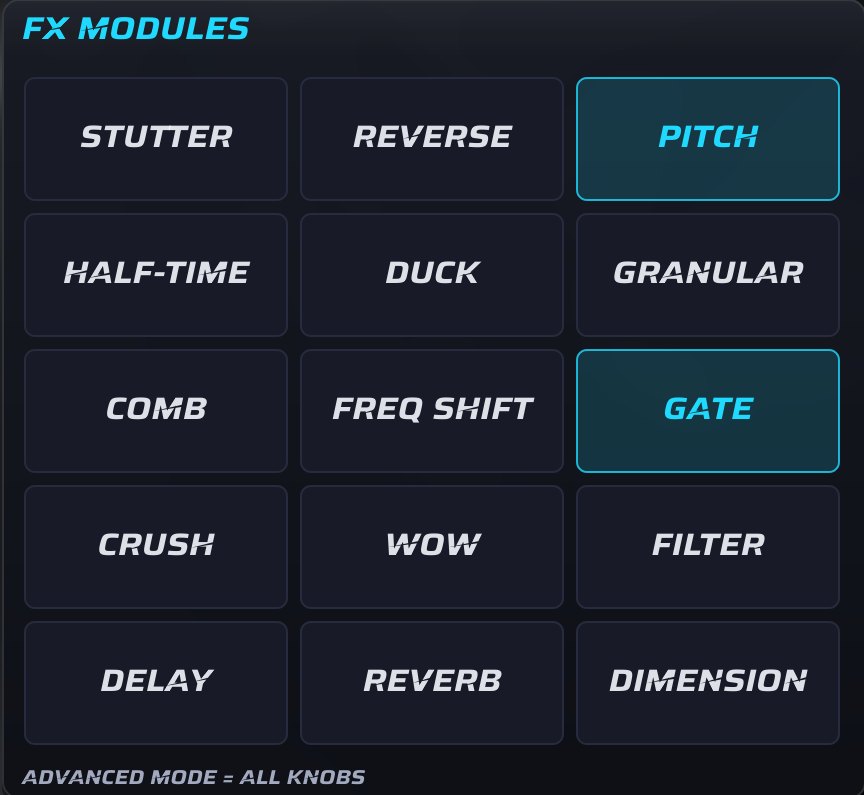 FX MODULES
STUTTER
REVERSE
PITCH
HALF-TIME
DUCK
GRANULAR
COMB
FREQ SHIFT
GATE
CRUSH
WOW
FILTER
DELAY
REVERB
DIMENSION
ADVANCED MODE = ALL KNOBS